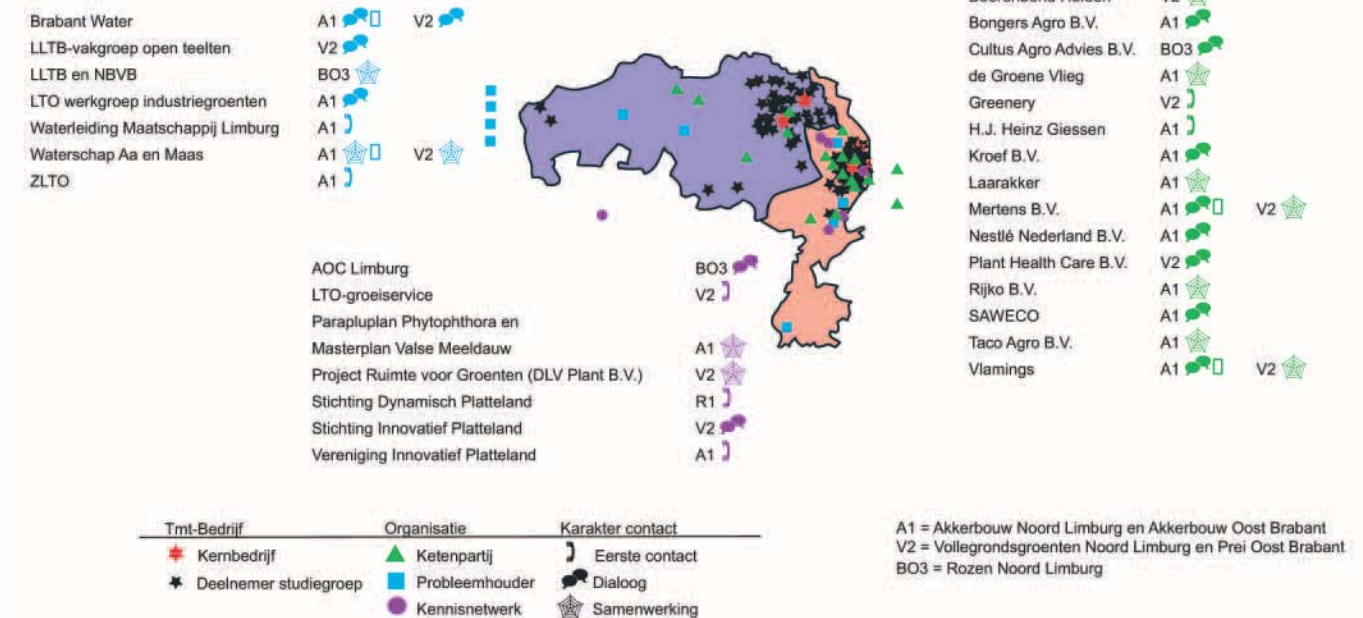 Brabant Water A1 V2
LLTB-vakgroep open teelten V2
LLTB en NBVB BO3
LTO werkgroep industriegroenten A1
Waterleiding Maatschappij Limburg A1
Waterschap Aa en Maas A1 V2
ZLTO A1
AOC Limburg BO3
LTO-groeiservice V2
Parapluplan Phytophthora en
Masterplan Valse Meeldauw A1
Project Ruimte voor Groenten (DLV Plant B.V.) V2
Stichting Dynamisch Platteland R1
Stichting Innovatief Platteland V2
Vereniging Innovatief Platteland A1
V2
Bongers Agro B.V. A1
Cultus Agro Advies B.V. BO3
de Groene Vlieg A1
Greenery V2
H.J. Heinz Giessen A1
Kroef B.V. A1
Laarakker A1
Mertens B.V. A1 V2
Nestlé Nederland B.V. A1
Plant Health Care B.V. V2
Rijko B.V. A1
SAWECO A1
Taco Agro B.V. A1
Vlamings A1 V2
Tmt-Bedrijf Organisatie Karakter contact
Kernbedrijf Ketenpartij Eerste contact
Deelnemer studiegroep Probleemhouder Dialoog
Kennisnetwerk Samenwerking
A1 = Akkerbouw Noord Limburg en Akkerbouw Oost Brabant
V2 = Vollegrondsgroenten Noord Limburg en Prei Oost Brabant
BO3 = Rozen Noord Limburg